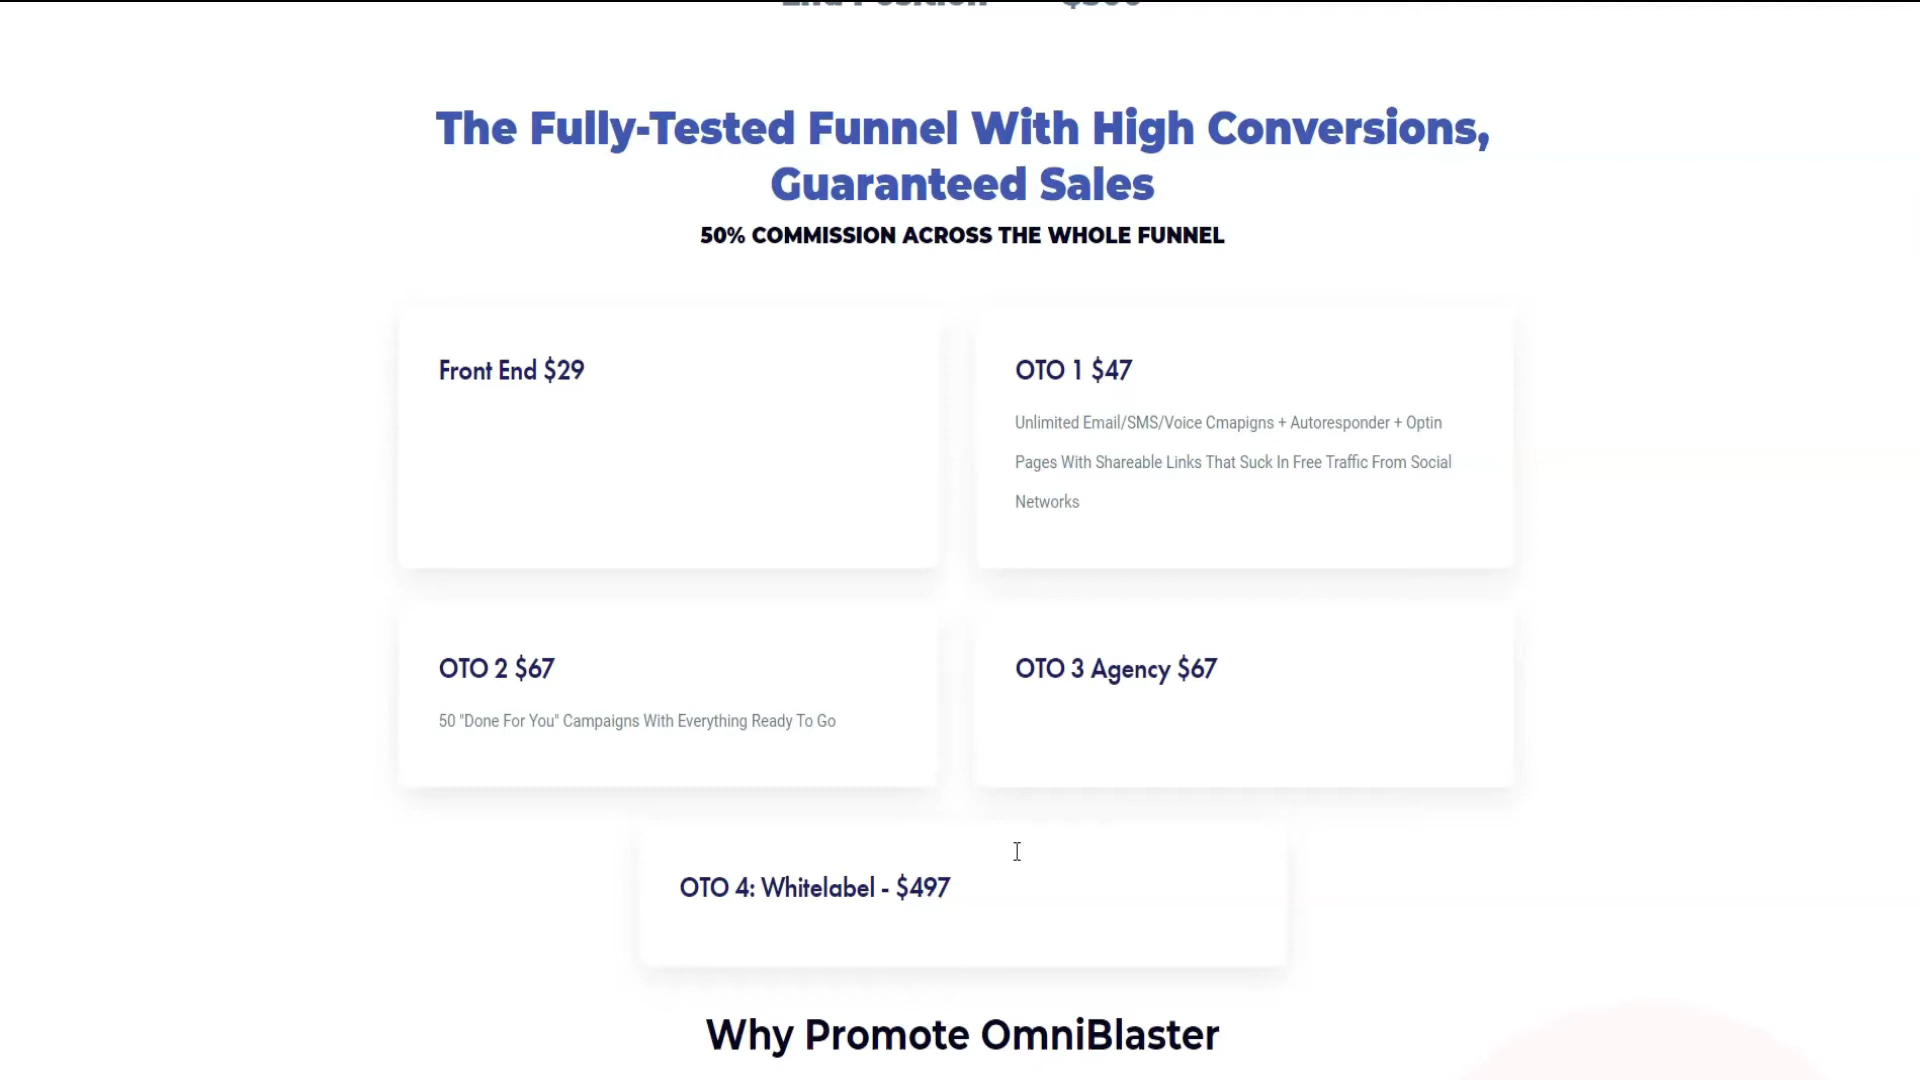 The Fully-Tested Funnel With High Conversions,
Guaranteed Sales
50% COMMISSION ACROSS THE WHOLE FUNNEL
Front End $29
OTO 1 $47
Unlimited Email/SMS/Voice Cmapigns + Autoresponder + Optin
Pages With Shareable Links That Suck In Free Traffic From Social
Networks
OTO 2 $67
50 "Done For You" Campaigns With Everything Ready To Go
OTO 3 Agency $67
OTO 4: Whitelabel - $497
Why Promote OmniBlaster